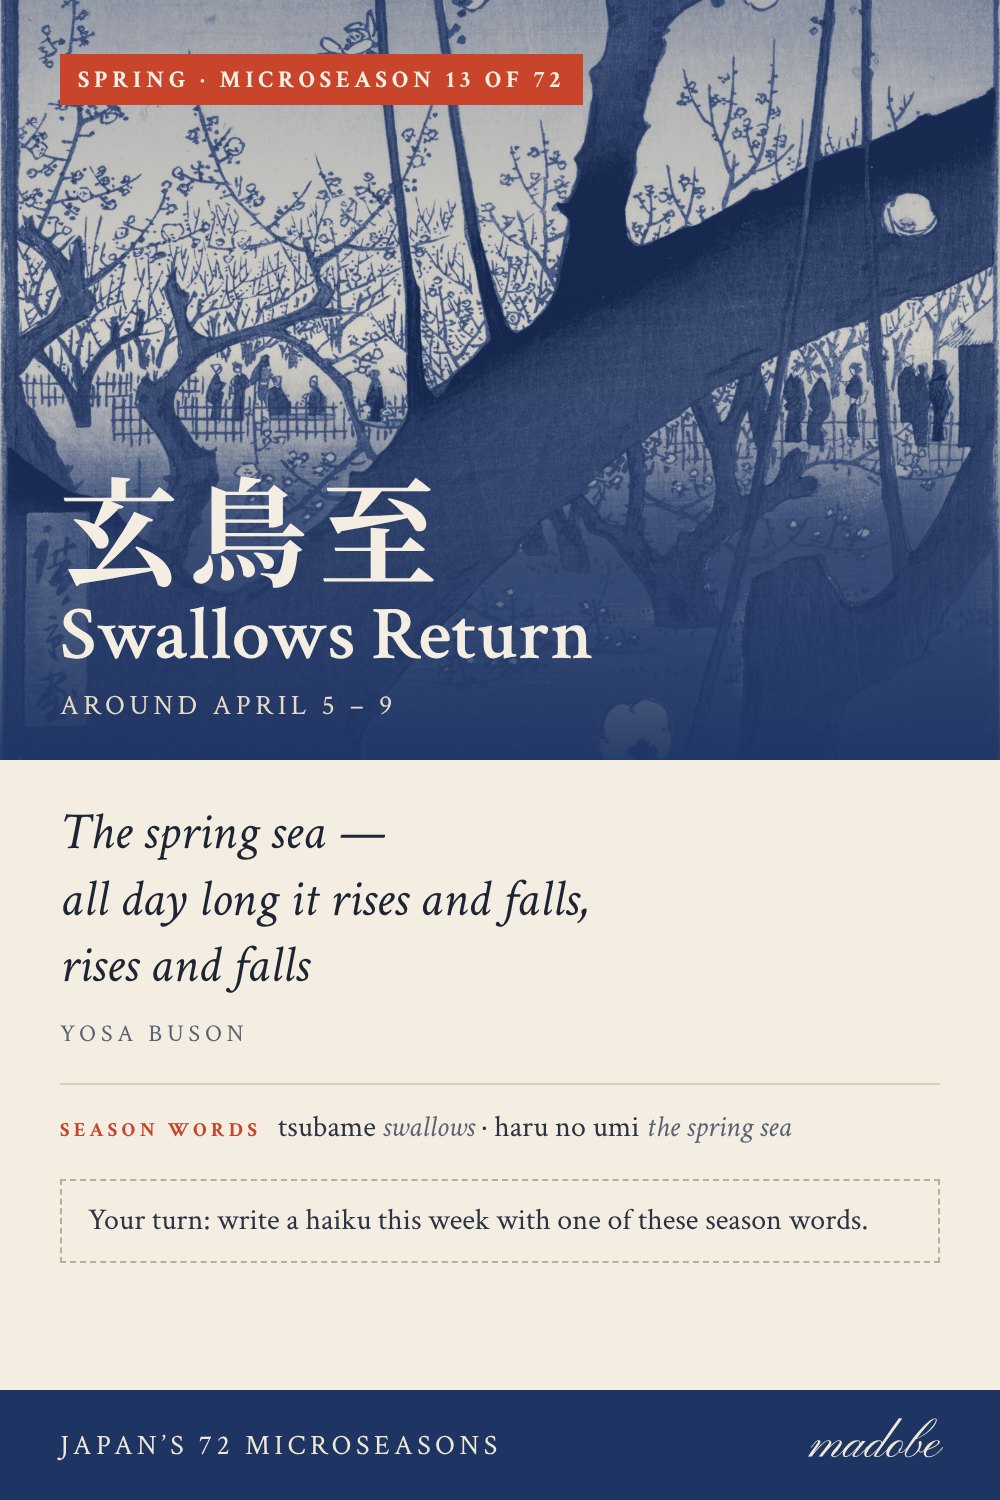 SPRING · MICROSEASON 13 OF 72
玄鳥至
Swallows Return
AROUND APRIL 5 – 9
The spring sea —
all day long it rises and falls,
rises and falls
YOSA BUSON
SEASON WORDS tsubame swallows · haru no umi the spring sea
Your turn: write a haiku this week with one of these season words.
JAPAN’S 72 MICROSEASONS
madobe